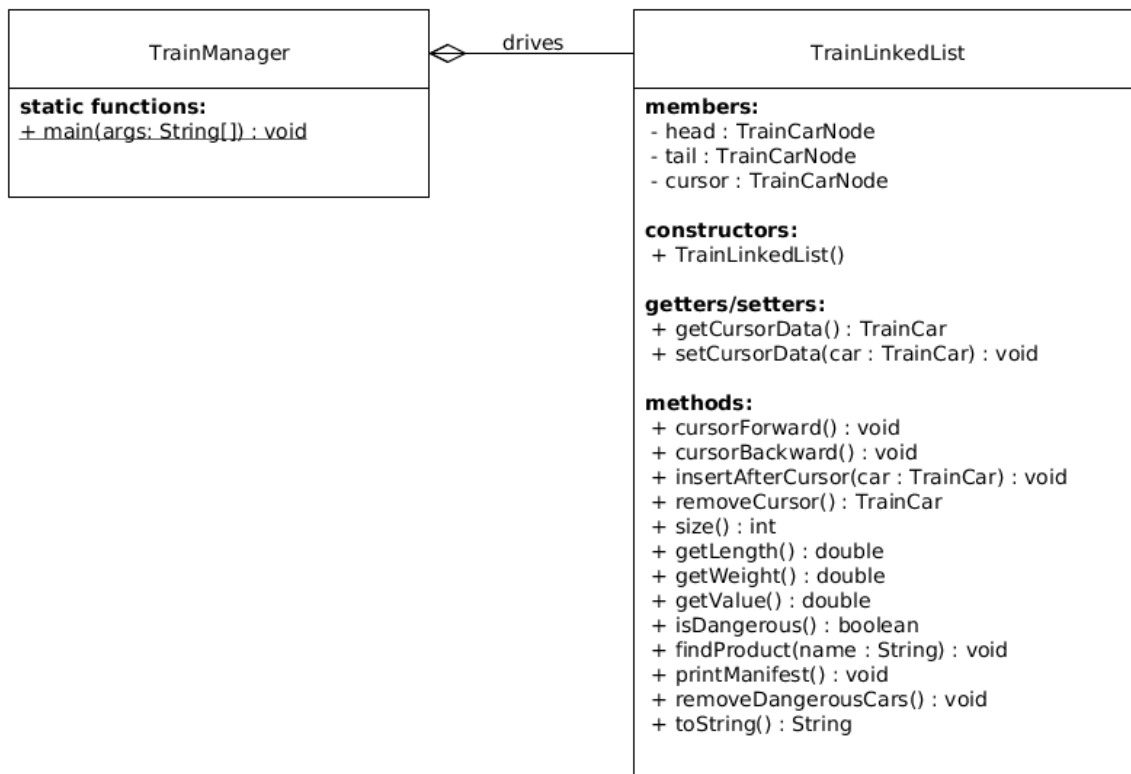 TrainManager
static functions:
+ main(args: String[]) : void
drives
TrainLinkedList
members:
- head : TrainCarNode
- tail : TrainCarNode
- cursor : TrainCarNode
constructors:
+ TrainLinkedList()
getters/setters:
+ getCursorData() : TrainCar
+ setCursorData(car : TrainCar) : void
methods:
+ cursorForward() : void
+ cursorBackward() : void
+ insertAfterCursor(car : TrainCar) : void
+ removeCursor() : TrainCar
+ size() : int
+ getLength() : double
+ getWeight() : double
+ getValue() : double
+ isDangerous() : boolean
+ findProduct(name : String) : void
+ printManifest() : void
+ removeDangerousCars() : void
+ toString() : String